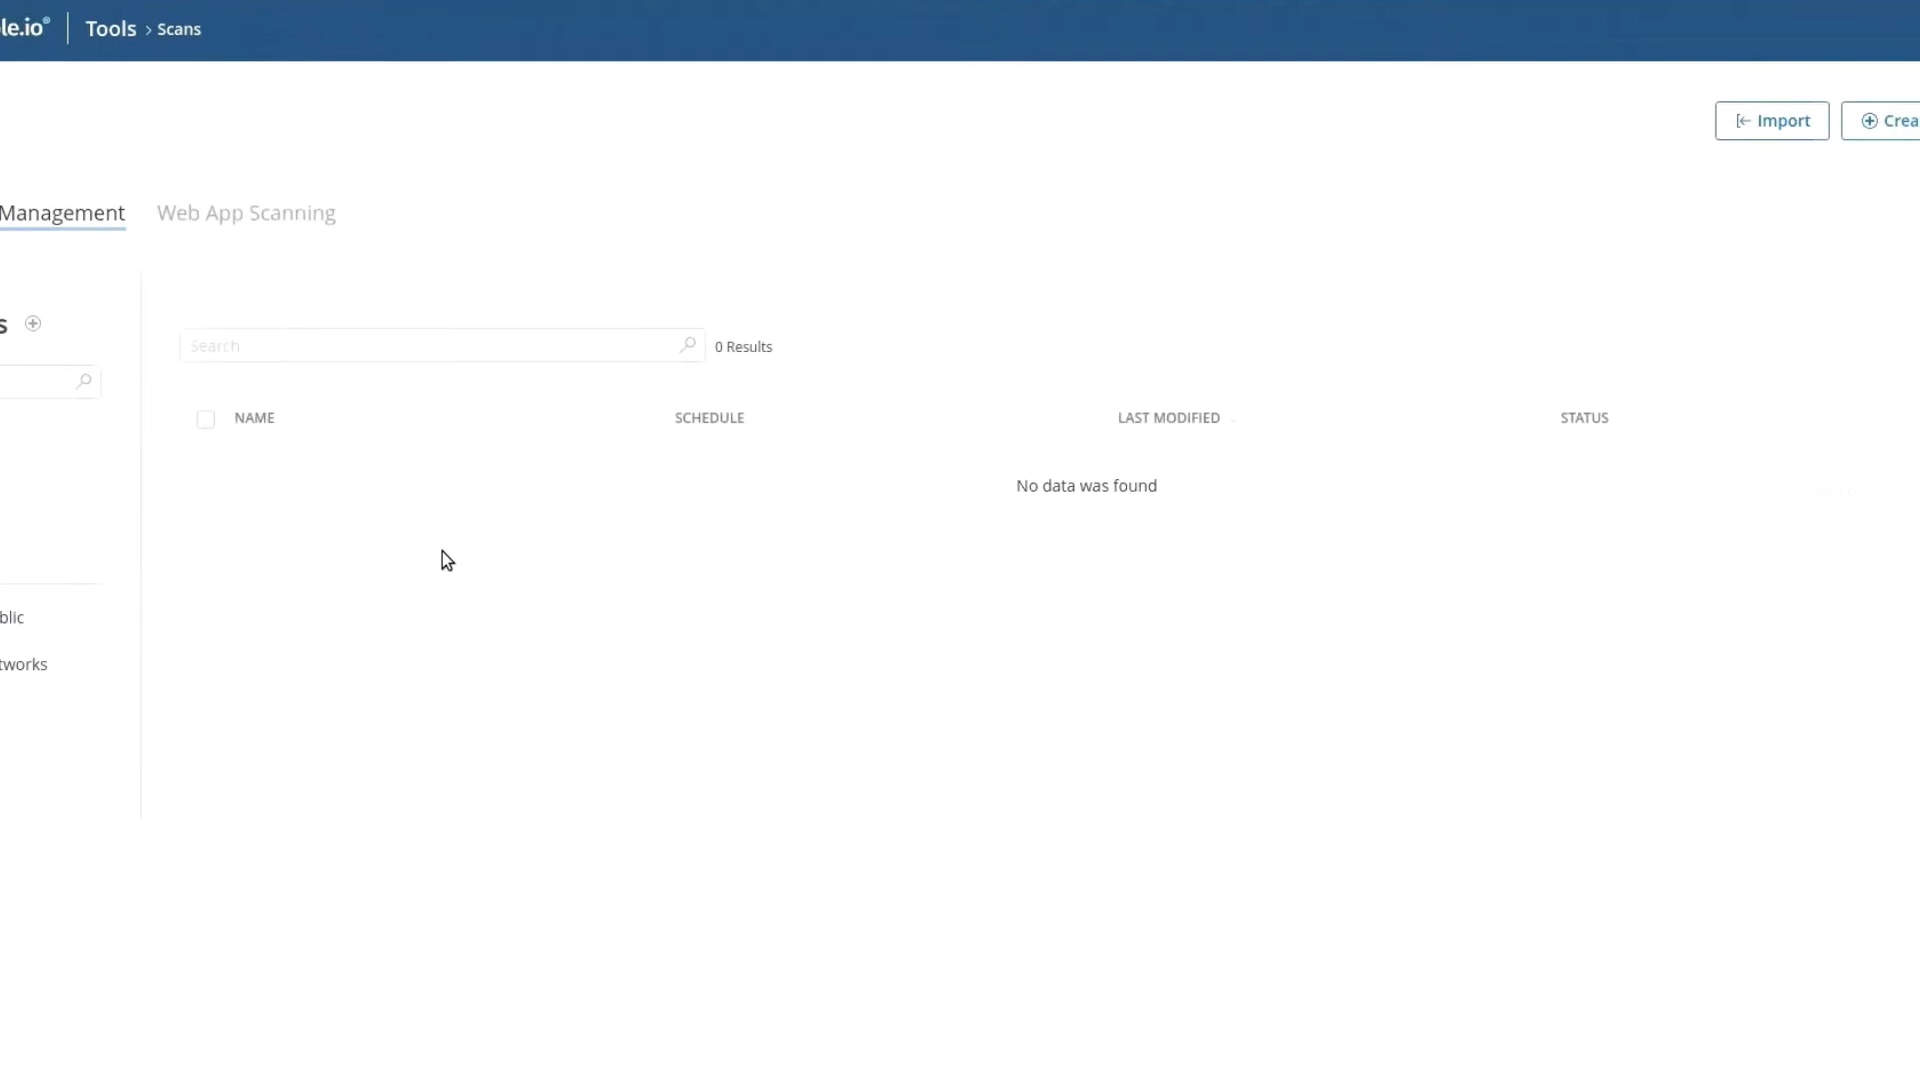 le.io® Tools > Scans
Import Crea
Management Web App Scanning
s
Search 0 Results
NAME SCHEDULE LAST MODIFIED STATUS
No data was found
blic
tworks